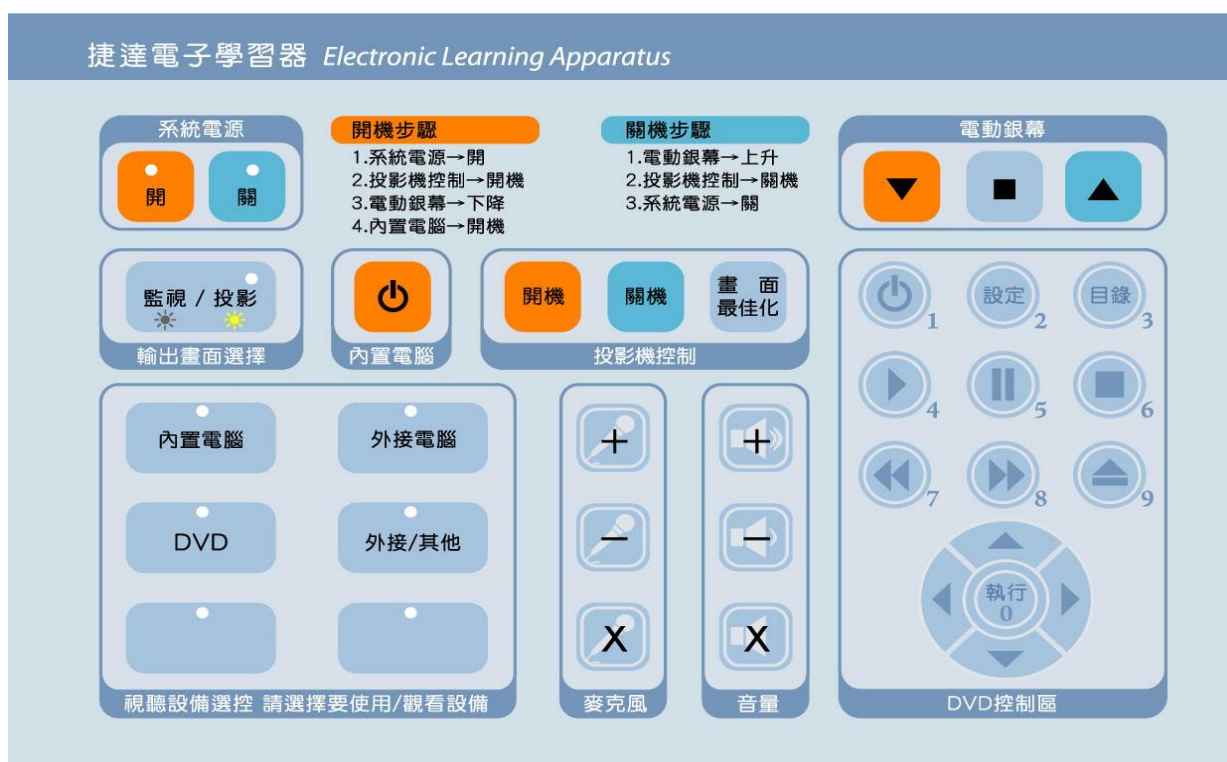 捷達電子學習器 Electronic Learning Apparatus
系統電源
開
關
開機步驟
1.系統電源→開
2.投影機控制→開機
3.電動銀幕→下降
4.內置電腦→開機
關機步驟
1.電動銀幕→上升
2.投影機控制→關機
3.系統電源→關
電動銀幕
監視 / 投影
輸出畫面選擇
內置電腦
開機
關機
畫 面
最佳化
投影機控制
內置電腦
外接電腦
DVD
外接/其他
視聽設備選控 請選擇要使用/觀看設備
+
−
X
麥克風
+
−
X
音量
1
設定
2
目錄
3
4
5
6
7
8
9
執行
0
DVD控制區